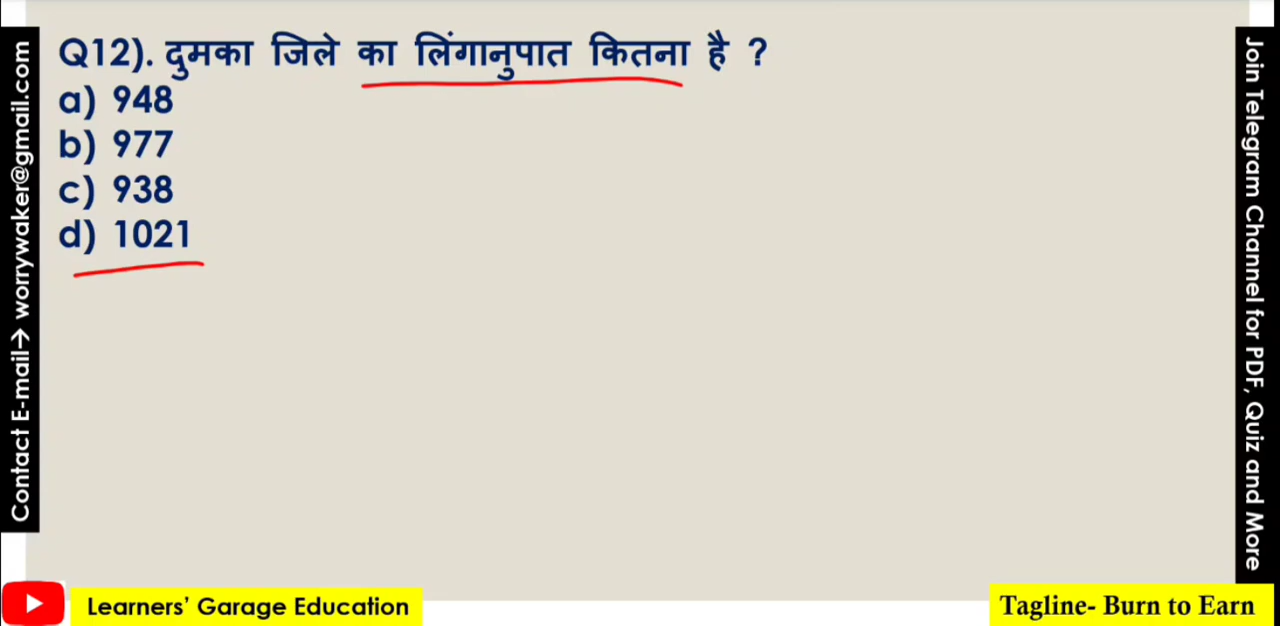 Q12). दुमका जिले का लिंगानुपात कितना है ?
a) 948
b) 977
c) 938
d) 1021
Contact E-mail→ worrywaker@gmail.com
Join Telegram Channel for PDF, Quiz and More
Learners’ Garage Education
Tagline- Burn to Earn